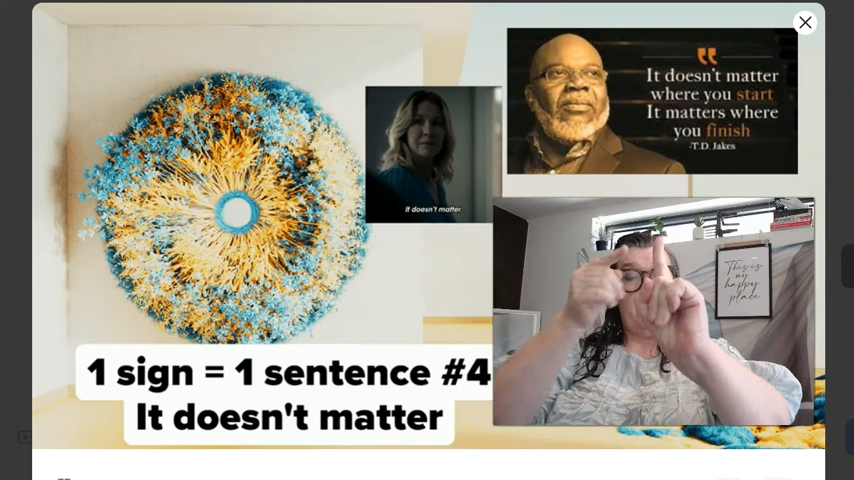 It doesn't matter
where you start
It matters where
you finish
-T.D. Jakes
It doesn't matter
This is
my
happy
place
1 sign = 1 sentence #4
It doesn't matter